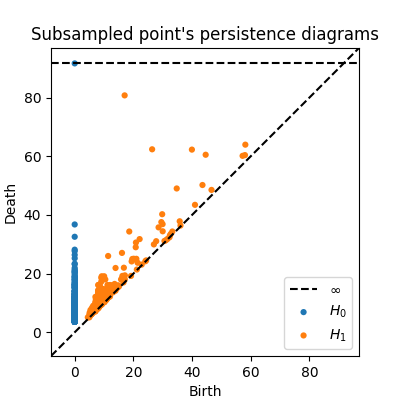 Subsampled point's persistence diagrams
Death
80
60
40
20
0
∞
H₀
H₁
0 20 40 60 80
Birth